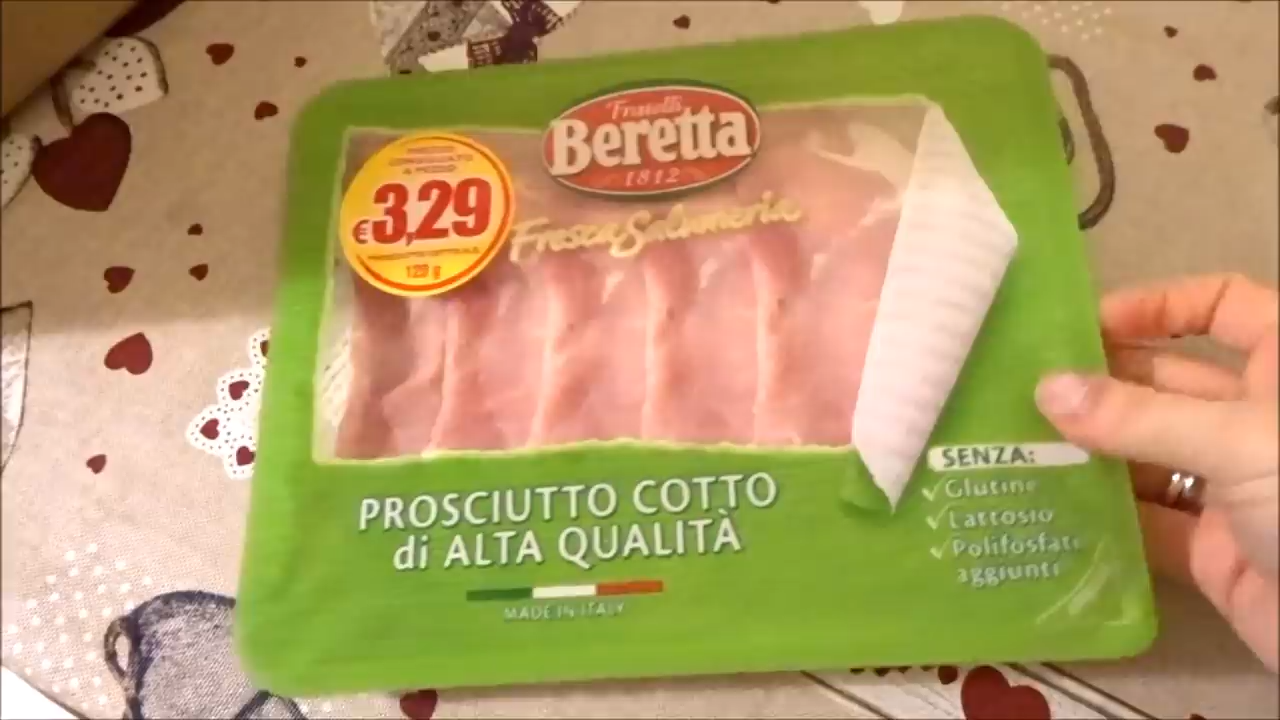 Fratelli
Beretta
1812
Fresca Salumeria
CONSIGLIATO
€3,29
120 g
PROSCIUTTO COTTO
di ALTA QUALITÀ
MADE IN ITALY
SENZA:
Glutine
Lattosio
Polifosfati
aggiunti